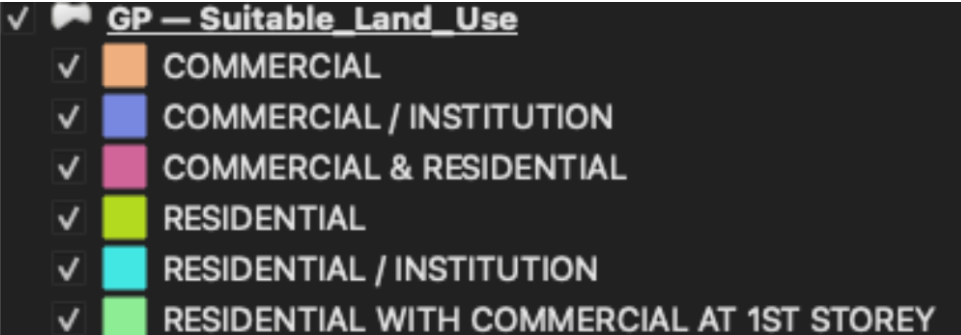 GP — Suitable_Land_Use
COMMERCIAL
COMMERCIAL / INSTITUTION
COMMERCIAL & RESIDENTIAL
RESIDENTIAL
RESIDENTIAL / INSTITUTION
RESIDENTIAL WITH COMMERCIAL AT 1ST STOREY